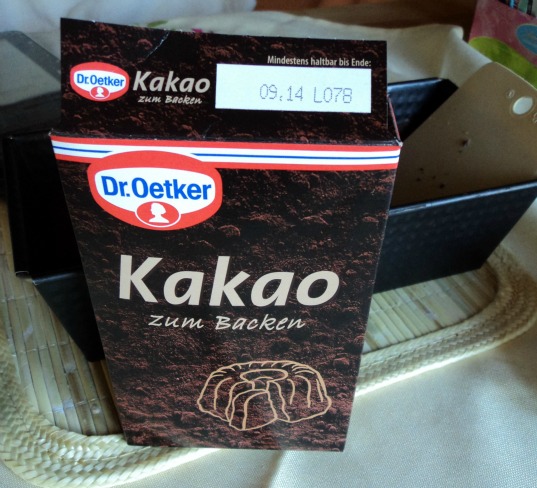 Mindestens haltbar bis Ende:
Dr.Oetker Kakao
zum Backen
09.14 L078
Dr.Oetker
Kakao
zum Backen